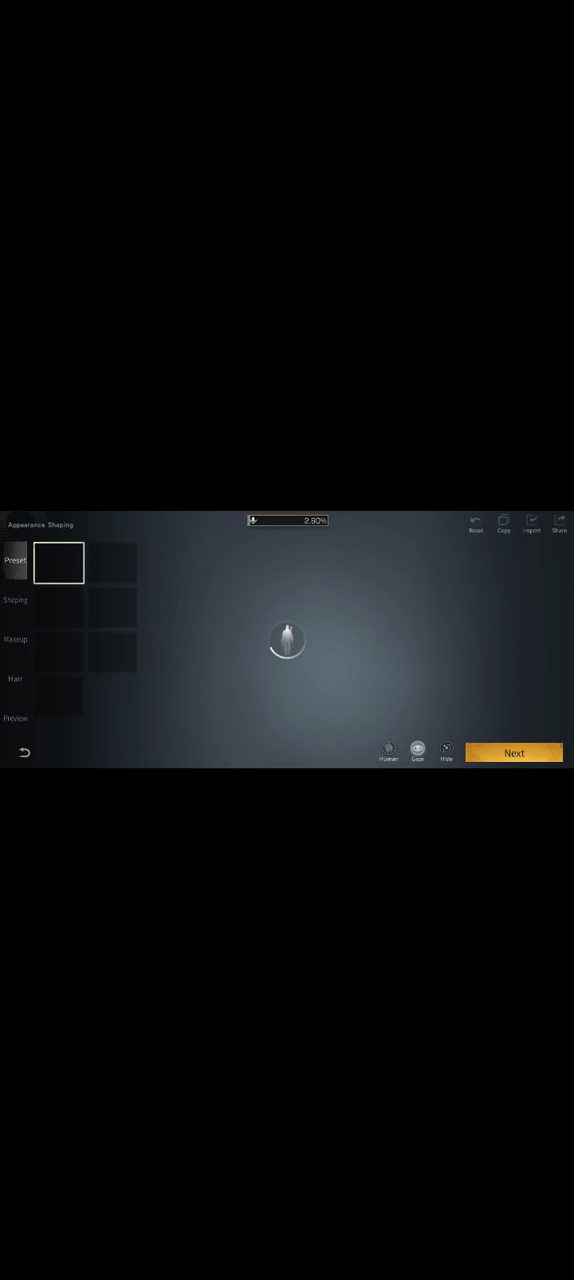 Appearance Shaping
2.90%
Reset
Copy
Import
Share
Preset
Shaping
Makeup
Hair
Preview
Human
Gaze
Hide
Next